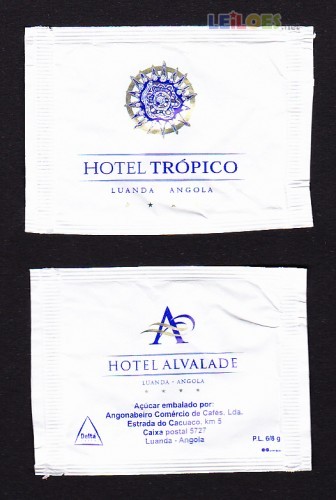 LEILOES
HOTEL TRÓPICO
LUANDA ANGOLA
A
HOTEL ALVALADE
LUANDA - ANGOLA
Açúcar embalado por:
Angonabeiro Comércio de Cafés, Lda.
Estrada do Cacuaco, km 5
Caixa postal 5727
Luanda - Angola
Delta
P.L. 6/8 g